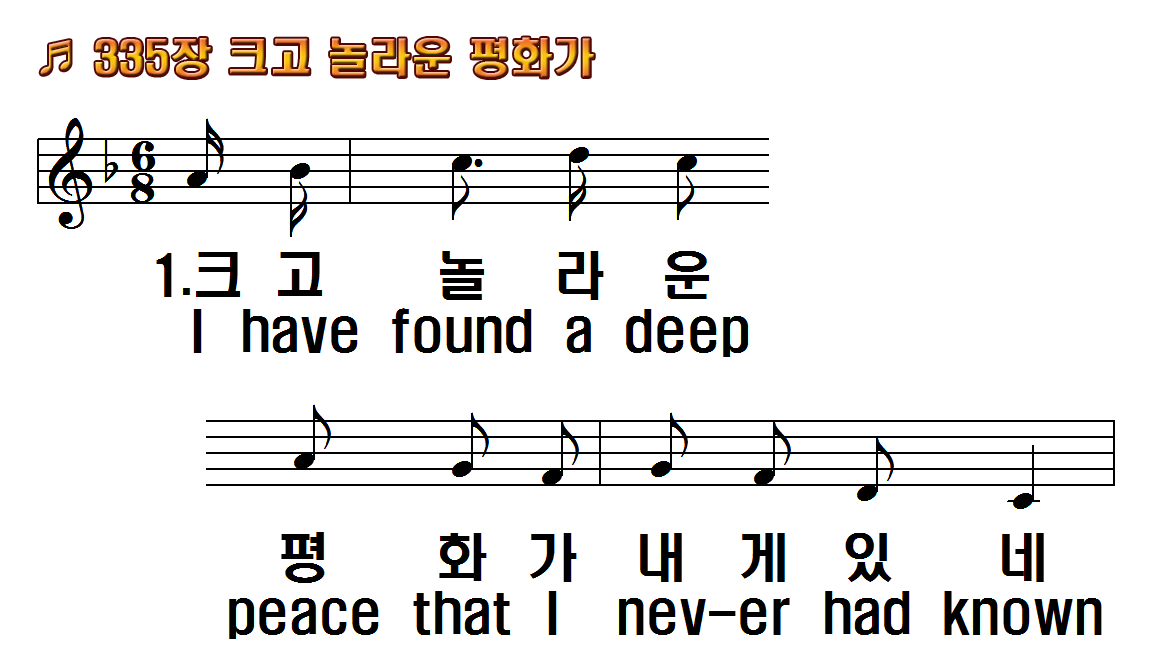 335장 크고 놀라운 평화가
1.크 고 놀 라 운
I have found a deep
평 화 가 내 게 있 네
peace that I nev-er had known